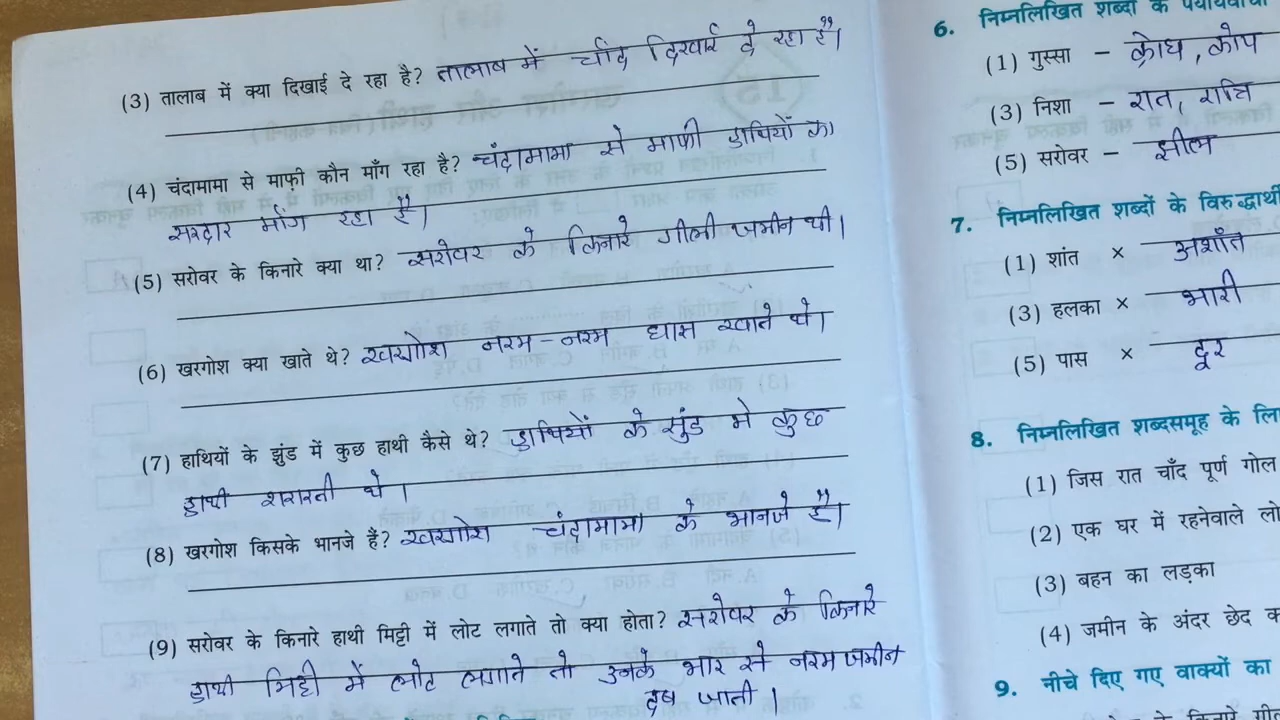 (3) तालाब में क्या दिखाई दे रहा है? तालाब में चाँद दिखाई दे रहा है।
(4) चंदामामा से माफ़ी कौन माँग रहा है? चंदामामा से माफी हाथियों का
सरदार माँग रहा है।
(5) सरोवर के किनारे क्या था? सरोवर के किनारे गीली जमीन थी।
(6) खरगोश क्या खाते थे? खरगोश नरम-नरम घास खाते थे।
(7) हाथियों के झुंड में कुछ हाथी कैसे थे? हाथियों के झुंड मे कुछ
हाथी शरारती थे।
(8) खरगोश किसके भानजे हैं? खरगोश चंदामामा के भानजे हैं।
(9) सरोवर के किनारे हाथी मिट्टी में लोट लगाते तो क्या होता? सरोवर के किनारे
हाथी मिट्टी में लोट लगाते तो उनके भार से नरम जमीन
दब जाती।
6. निम्नलिखित शब्दों के पर्यायवाची
(1) गुस्सा – क्रोध, कोप
(3) निशा – रात, रात्रि
(5) सरोवर – झील
7. निम्नलिखित शब्दों के विरुद्धार्थी
(1) शांत × अशांत
(3) हलका × भारी
(5) पास × दूर
8. निम्नलिखित शब्दसमूह के लि
(1) जिस रात चाँद पूर्ण गोल
(2) एक घर में रहनेवाले लो
(3) बहन का लड़का
(4) जमीन के अंदर छेद क
9. नीचे दिए गए वाक्यों का
के किनारे गी